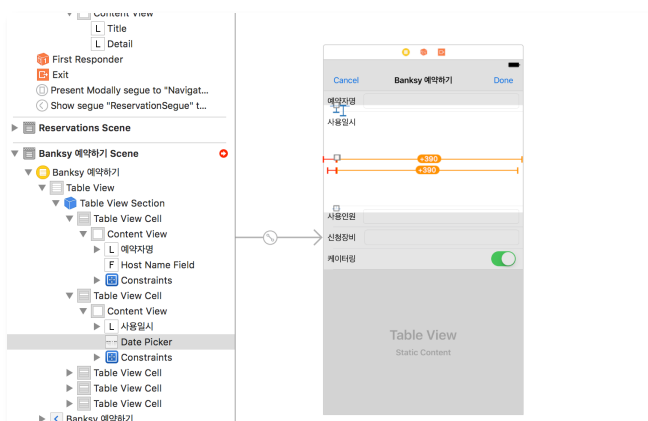 Content View
L Title
L Detail
First Responder
Exit
Present Modally segue to "Navigat...
Show segue "ReservationSegue" t...
Reservations Scene
Banksy 예약하기 Scene
Banksy 예약하기
Table View
Table View Section
Table View Cell
Content View
L 예약자명
F Host Name Field
Constraints
Table View Cell
Content View
L 사용일시
Date Picker
Constraints
Table View Cell
Table View Cell
Table View Cell
Banksy 예약하기
Cancel Banksy 예약하기 Done
예약자명
사용일시
+390
+390
사용인원
신청장비
케이터링
Table View
Static Content